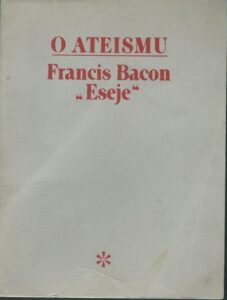 O ATEISMU
Francis Bacon
„Eseje“
*